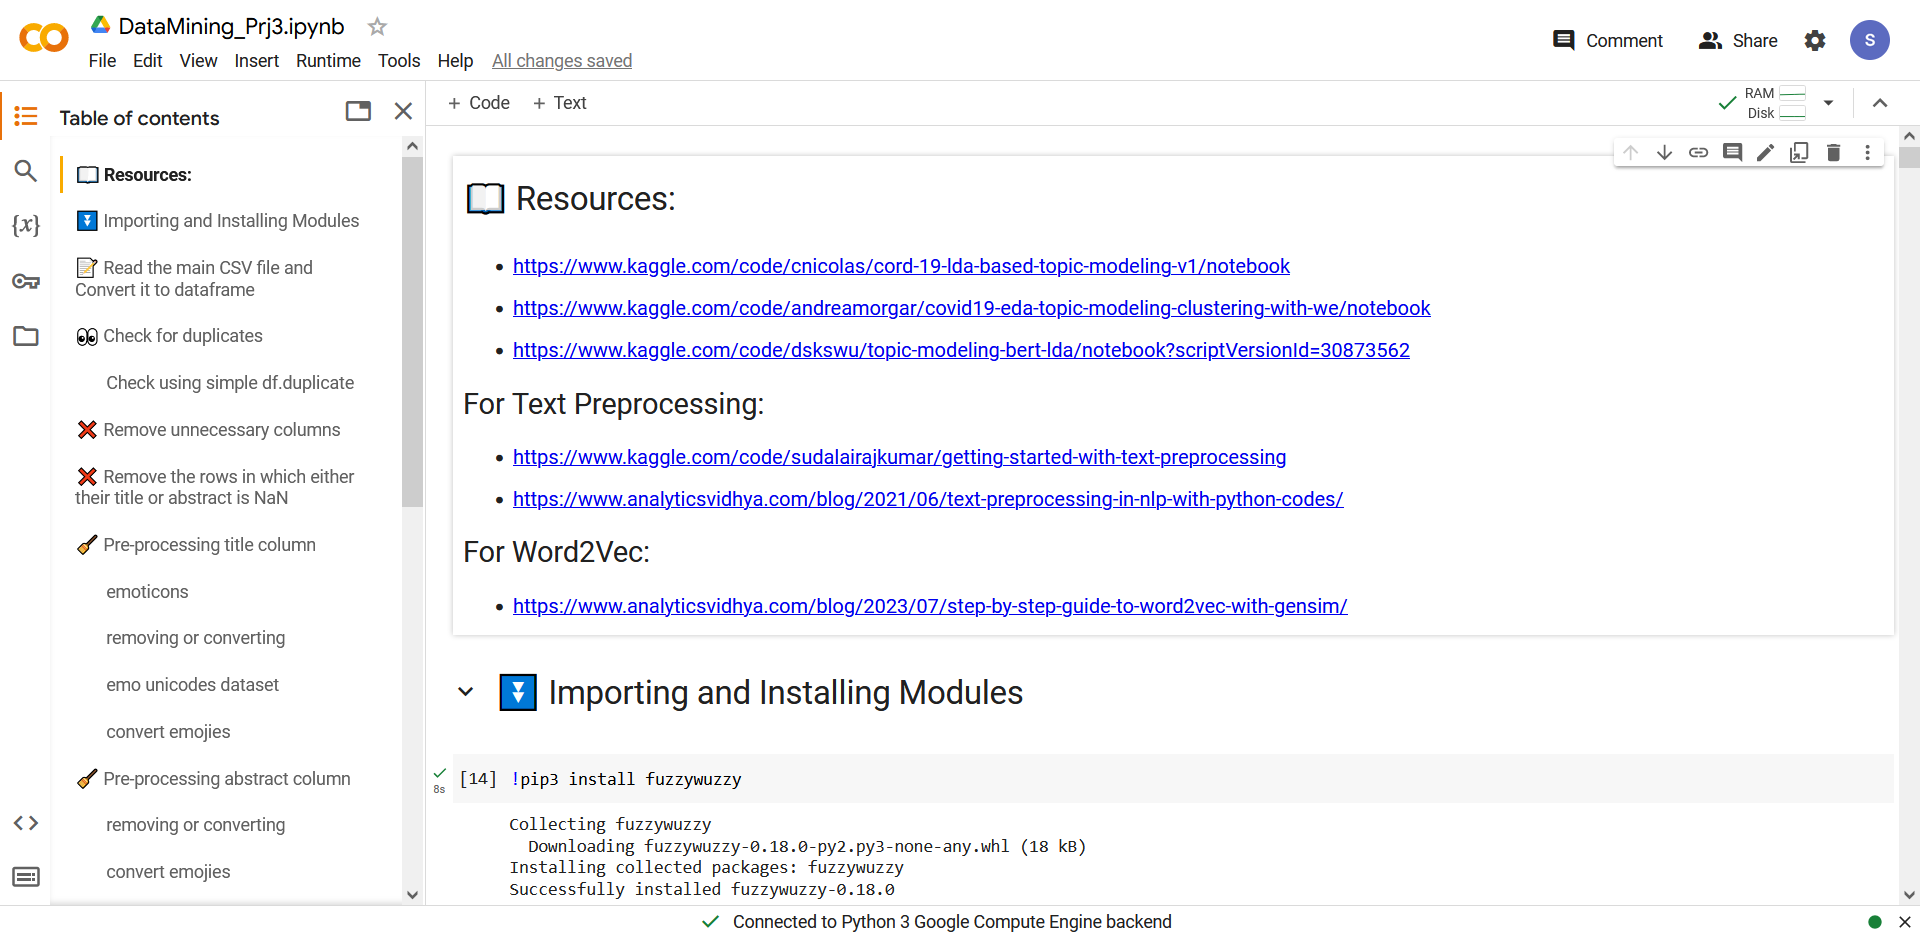 DataMining_Prj3.ipynb
File Edit View Insert Runtime Tools Help All changes saved
Comment Share S
Table of contents
+ Code + Text
RAM
Disk
Resources:
Importing and Installing Modules
Read the main CSV file and
Convert it to dataframe
Check for duplicates
Check using simple df.duplicate
Remove unnecessary columns
Remove the rows in which either
their title or abstract is NaN
Pre-processing title column
emoticons
removing or converting
emo unicodes dataset
convert emojies
Pre-processing abstract column
removing or converting
convert emojies
Resources:
https://www.kaggle.com/code/cnicolas/cord-19-lda-based-topic-modeling-v1/notebook
https://www.kaggle.com/code/andreamorgar/covid19-eda-topic-modeling-clustering-with-we/notebook
https://www.kaggle.com/code/dskswu/topic-modeling-bert-lda/notebook?scriptVersionId=30873562
For Text Preprocessing:
https://www.kaggle.com/code/sudalairajkumar/getting-started-with-text-preprocessing
https://www.analyticsvidhya.com/blog/2021/06/text-preprocessing-in-nlp-with-python-codes/
For Word2Vec:
https://www.analyticsvidhya.com/blog/2023/07/step-by-step-guide-to-word2vec-with-gensim/
Importing and Installing Modules
8s
[14] !pip3 install fuzzywuzzy
Collecting fuzzywuzzy
Downloading fuzzywuzzy-0.18.0-py2.py3-none-any.whl (18 kB)
Installing collected packages: fuzzywuzzy
Successfully installed fuzzywuzzy-0.18.0
Connected to Python 3 Google Compute Engine backend